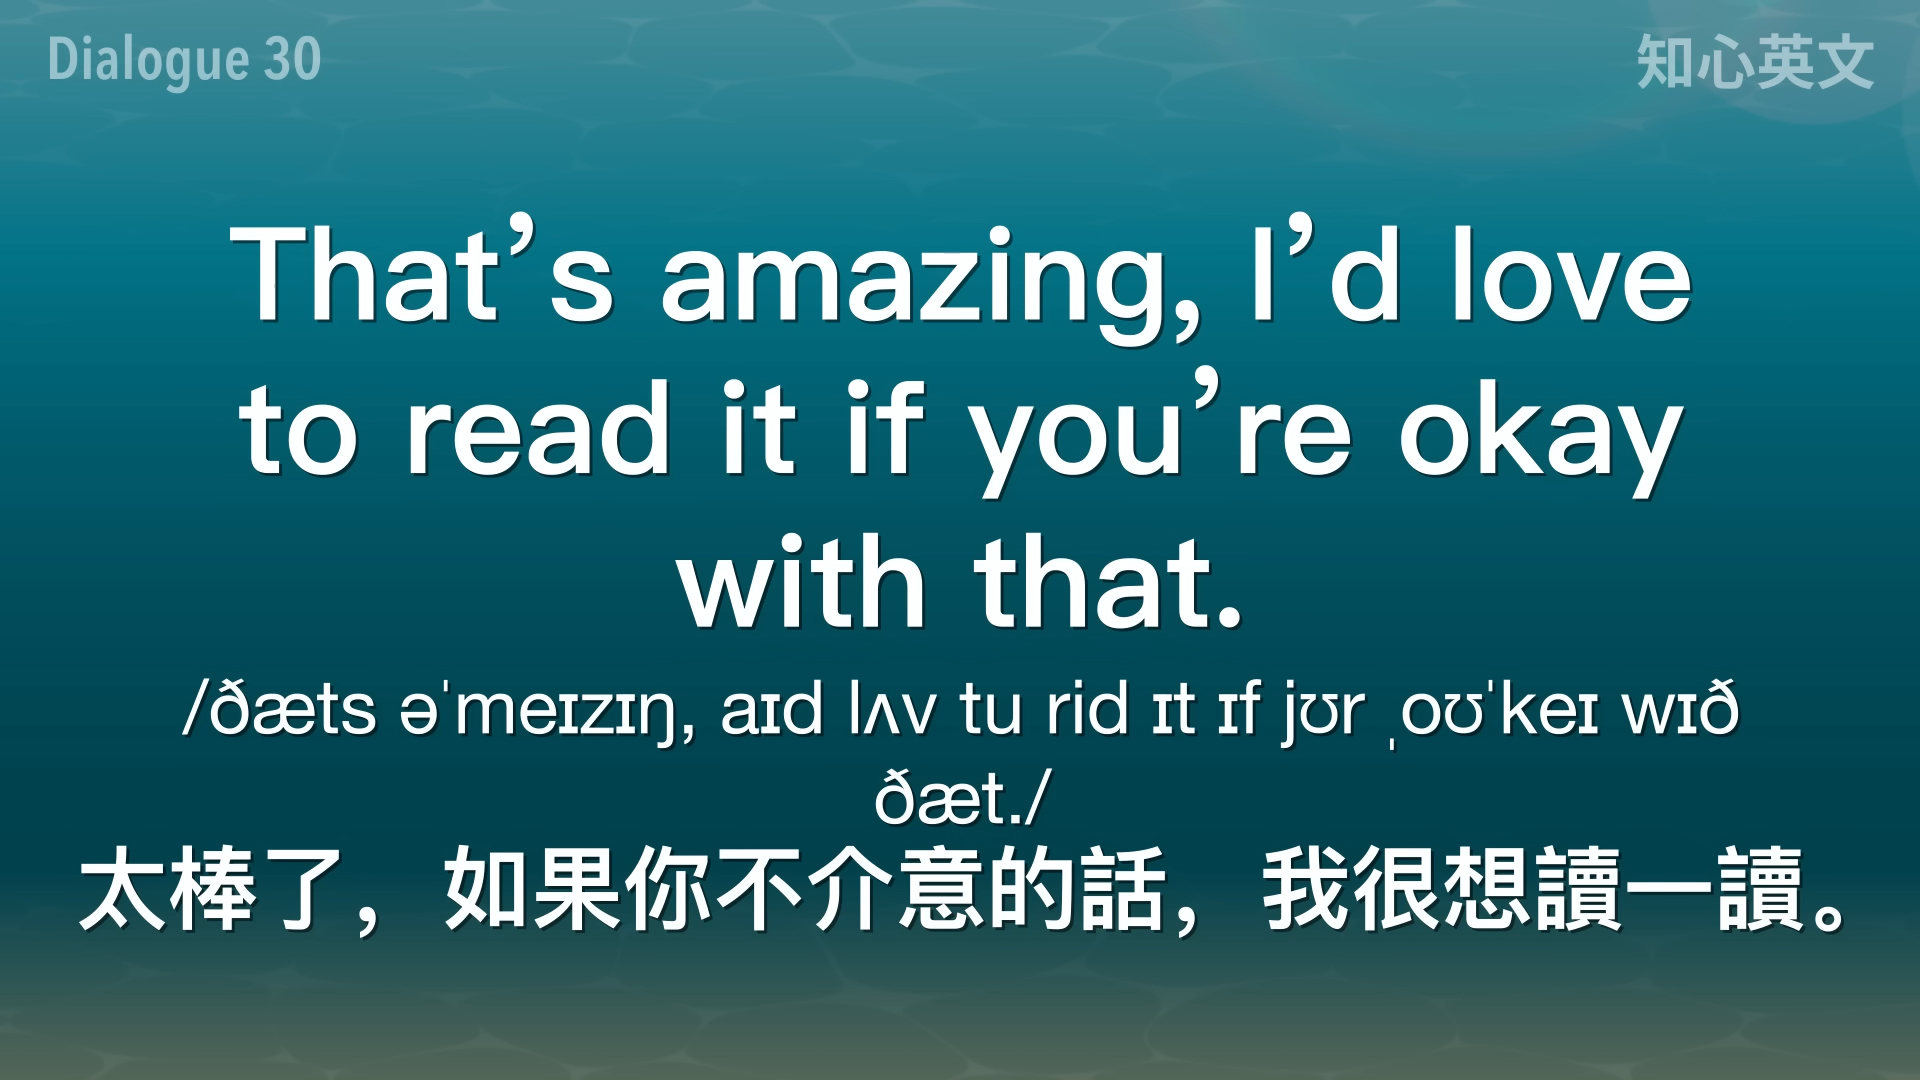 Dialogue 30
知心英文
That’s amazing, I’d love
to read it if you’re okay
with that.
/ðæts əˈmeɪzɪŋ, aɪd lʌv tu rid ɪt ɪf jʊr ˌoʊˈkeɪ wɪð
ðæt./
太棒了，如果你不介意的話，我很想讀一讀。